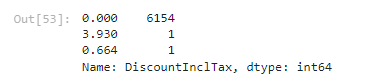 Out[53]: 0.000    6154
3.930       1
0.664       1
Name: DiscountInclTax, dtype: int64